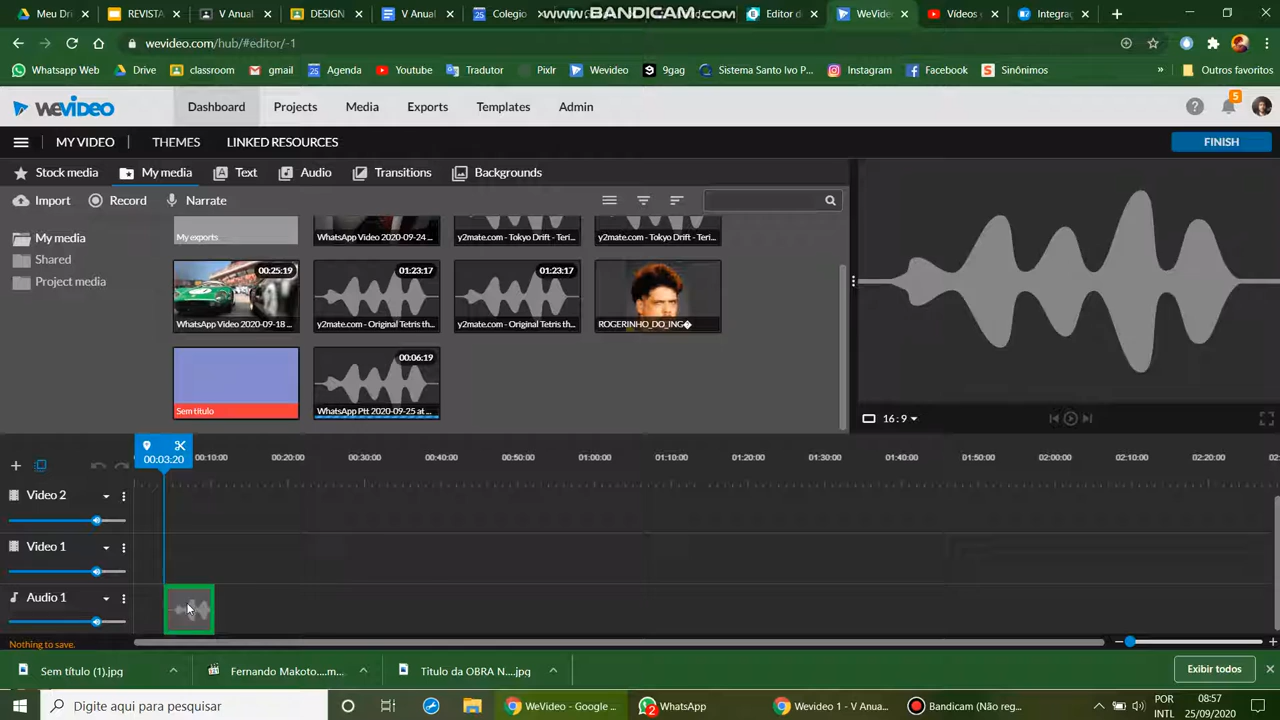 Meu Dri
REVISTA
V Anual
DESIGN
V Anual
Colegio
WWW.BANDICAM.COM
Editor d
WeVide
Vídeos q
Integraç
wevideo.com/hub/#editor/-1
Whatsapp Web
Drive
classroom
gmail
Agenda
Youtube
Tradutor
Pixlr
Wevideo
9gag
Sistema Santo Ivo P...
Instagram
Facebook
Sinônimos
»
Outros favoritos
WEVIDEO
Dashboard
Projects
Media
Exports
Templates
Admin
5
MY VIDEO
THEMES
LINKED RESOURCES
FINISH
Stock media
My media
Text
Audio
Transitions
Backgrounds
Import
Record
Narrate
My media
Shared
Project media
My exports
WhatsApp Video 2020-09-24 ...
y2mate.com - Tokyo Drift - Teri...
y2mate.com - Tokyo Drift - Teri...
00:25:19
01:23:17
01:23:17
WhatsApp Video 2020-09-18 ...
y2mate.com - Original Tetris th...
y2mate.com - Original Tetris th...
ROGERINHO_DO_ING�
00:06:19
Sem título
WhatsApp Ptt 2020-09-25 at ...
16:9
00:03:20
00:10:00
00:20:00
00:30:00
00:40:00
00:50:00
01:00:00
01:10:00
01:20:00
01:30:00
01:40:00
01:50:00
02:00:00
02:10:00
02:20:00
02:
Video 2
Video 1
Audio 1
Nothing to save.
Sem título (1).jpg
Fernando Makoto....m...
Titulo da OBRA N....jpg
Exibir todos
Digite aqui para pesquisar
WeVideo - Google ...
2
WhatsApp
Wevideo 1 - V Anua...
Bandicam (Não reg...
POR
INTL
08:57
25/09/2020